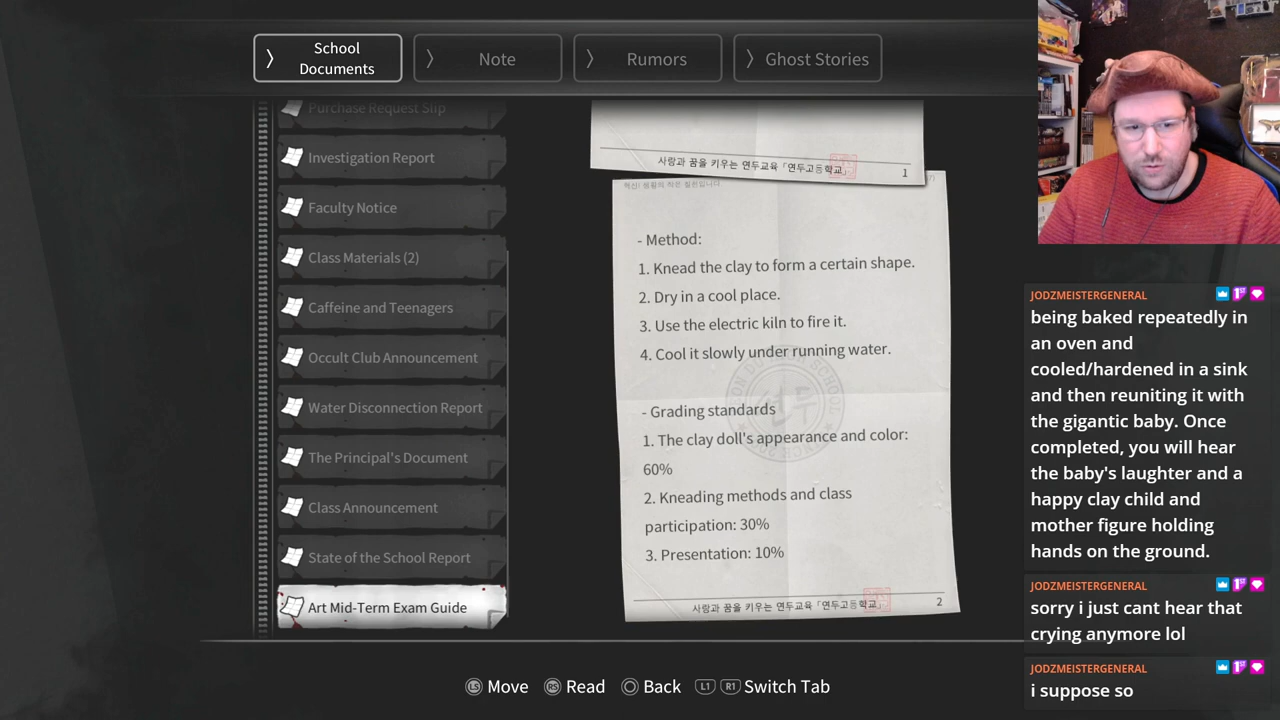 School
Documents
Note
Rumors
Ghost Stories
Purchase Request Slip
Investigation Report
Faculty Notice
Class Materials (2)
Caffeine and Teenagers
Occult Club Announcement
Water Disconnection Report
The Principal's Document
Class Announcement
State of the School Report
Art Mid-Term Exam Guide
사랑과 꿈을 키우는 연두교육 「연두고등학교」
1
- Method:
1. Knead the clay to form a certain shape.
2. Dry in a cool place.
3. Use the electric kiln to fire it.
4. Cool it slowly under running water.
- Grading standards
1. The clay doll's appearance and color:
60%
2. Kneading methods and class
participation: 30%
3. Presentation: 10%
사랑과 꿈을 키우는 연두교육 「연두고등학교」
2
LS Move
RS Read
Back
L1 R1 Switch Tab
JODZMEISTERGENERAL
being baked repeatedly in
an oven and
cooled/hardened in a sink
and then reuniting it with
the gigantic baby. Once
completed, you will hear
the baby's laughter and a
happy clay child and
mother figure holding
hands on the ground.
JODZMEISTERGENERAL
sorry i just cant hear that
crying anymore lol
JODZMEISTERGENERAL
i suppose so